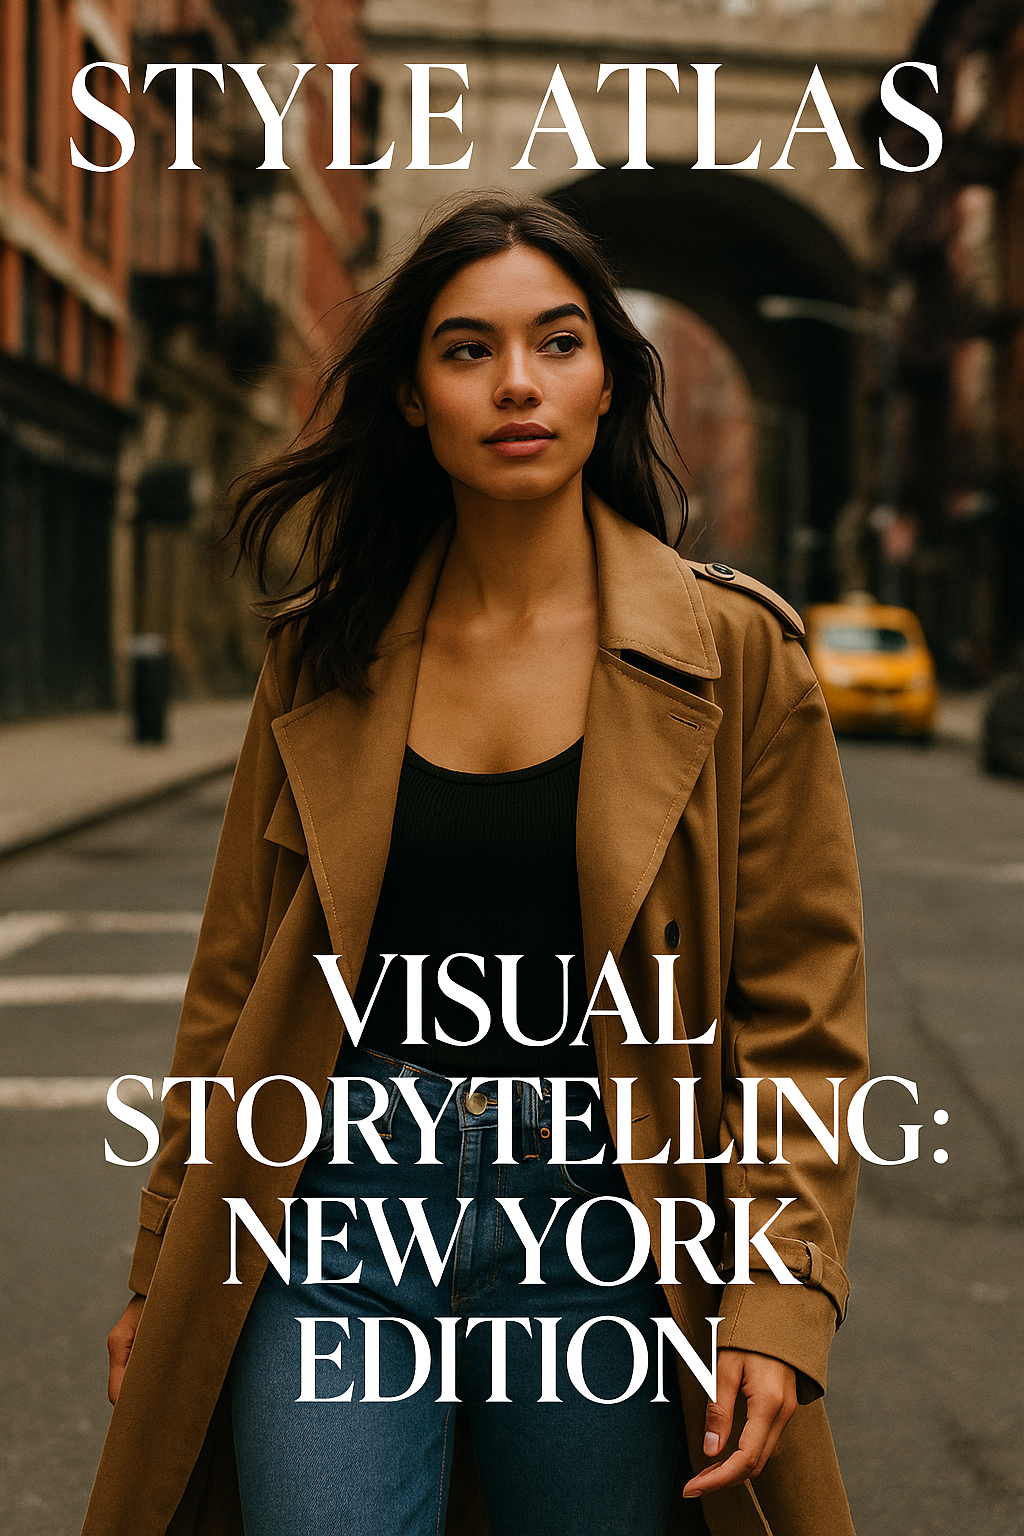 STYLE ATLAS
VISUAL
STORYTELLING:
NEW YORK
EDITION